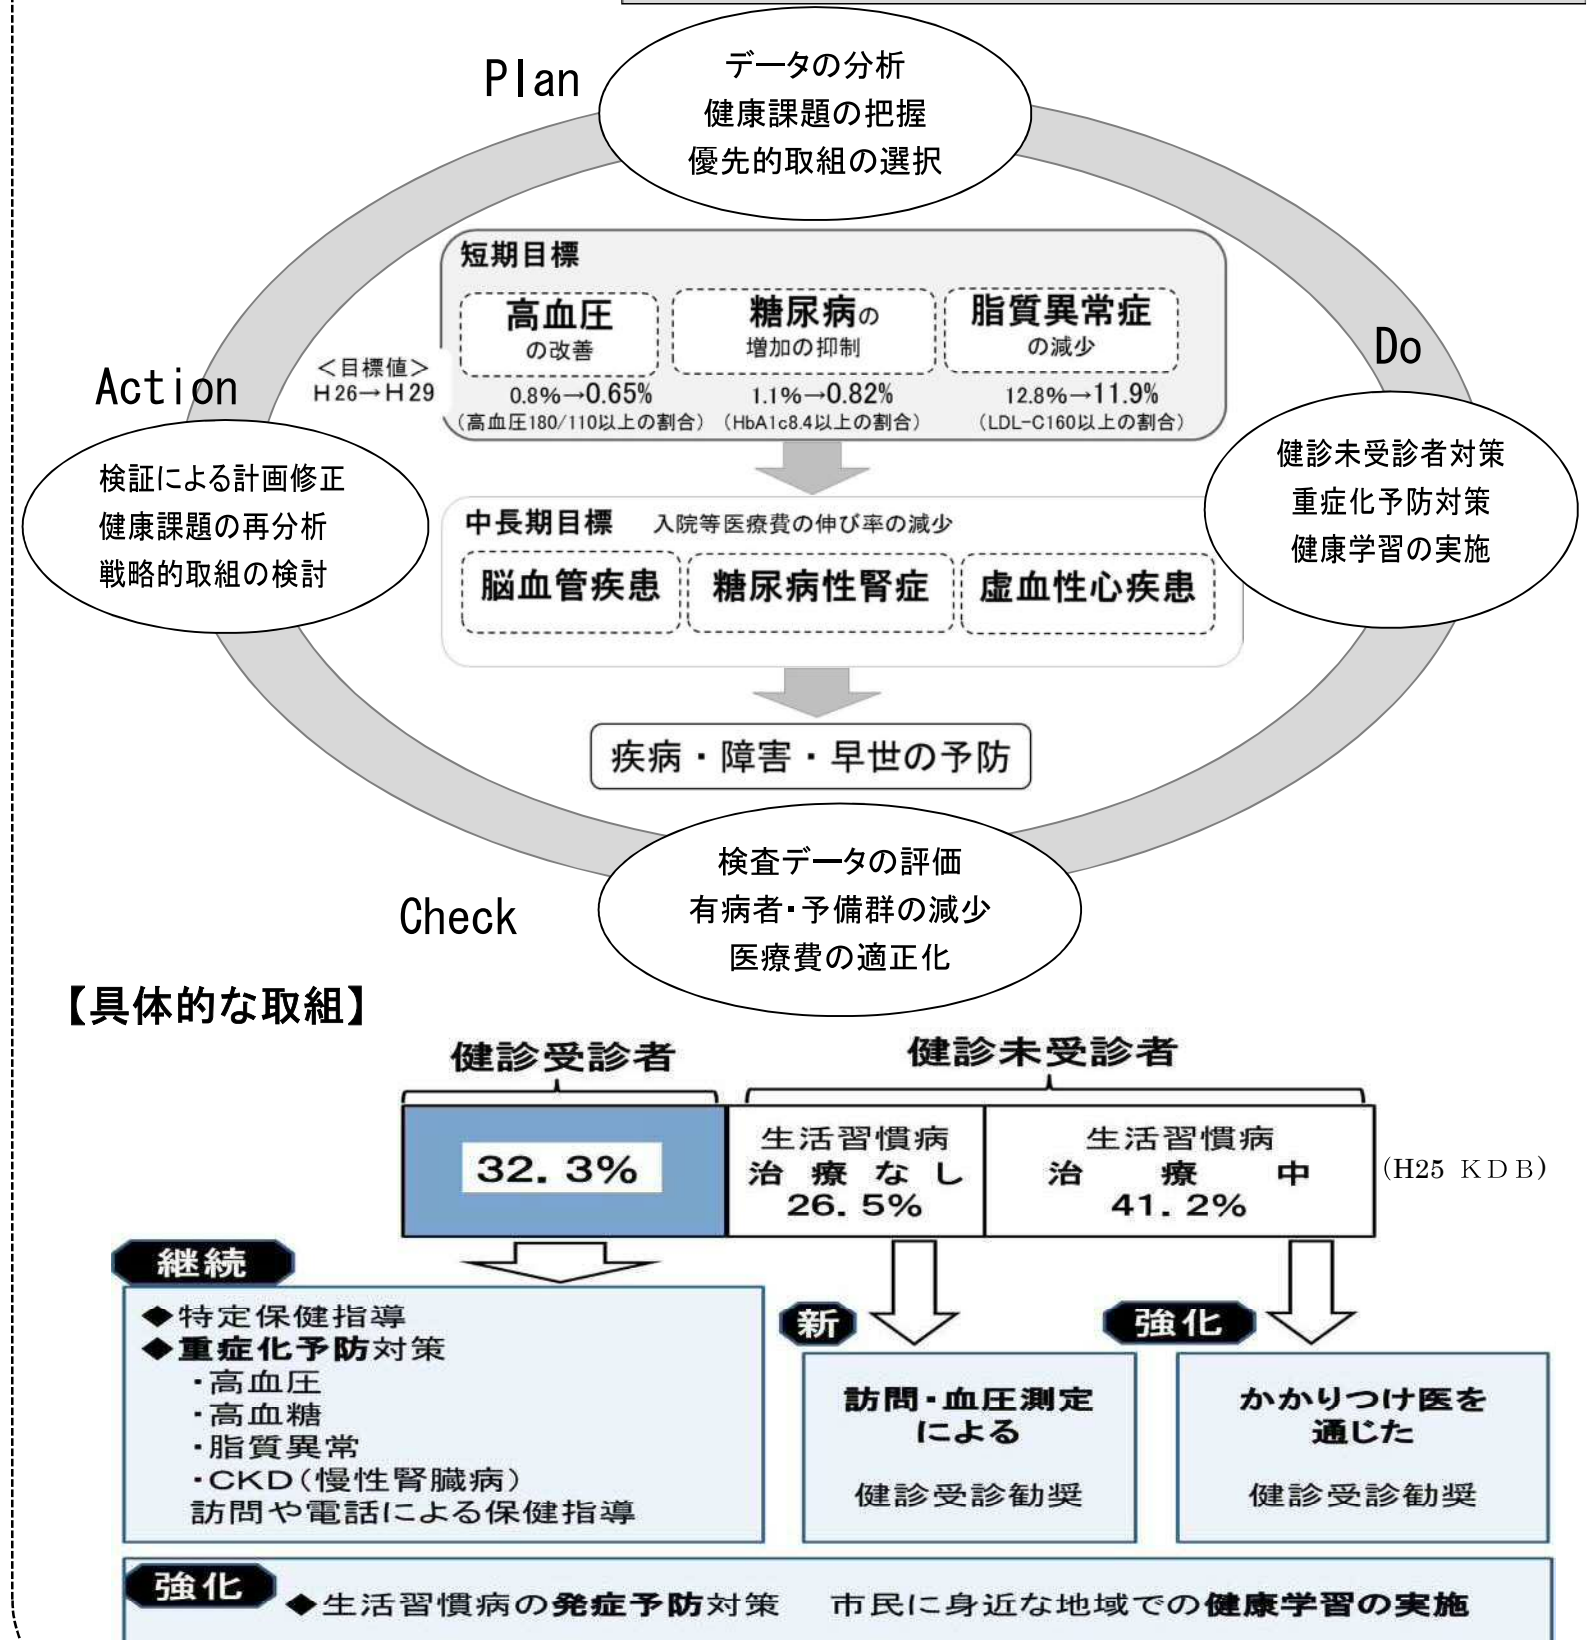 Plan
データの分析
健康課題の把握
優先的取組の選択
短期目標
高血圧
の改善
糖尿病の
増加の抑制
脂質異常症
の減少
＜目標値＞
H26→H29
0.8%→0.65%
(高血圧180/110以上の割合)
1.1%→0.82%
(HbA1c8.4以上の割合)
12.8%→11.9%
(LDL-C160以上の割合)
Do
健診未受診者対策
重症化予防対策
健康学習の実施
Action
検証による計画修正
健康課題の再分析
戦略的取組の検討
中長期目標 入院等医療費の伸び率の減少
脳血管疾患
糖尿病性腎症
虚血性心疾患
疾病・障害・早世の予防
Check
検査データの評価
有病者・予備群の減少
医療費の適正化
【具体的な取組】
健診受診者
健診未受診者
32.3%
生活習慣病
治療なし
26.5%
生活習慣病
治療中
41.2%
(H25 ＫＤＢ)
継続
◆特定保健指導
◆重症化予防対策
・高血圧
・高血糖
・脂質異常
・CKD(慢性腎臓病)
訪問や電話による保健指導
新
訪問・血圧測定
による
健診受診勧奨
強化
かかりつけ医を
通じた
健診受診勧奨
強化
◆生活習慣病の発症予防対策 市民に身近な地域での健康学習の実施